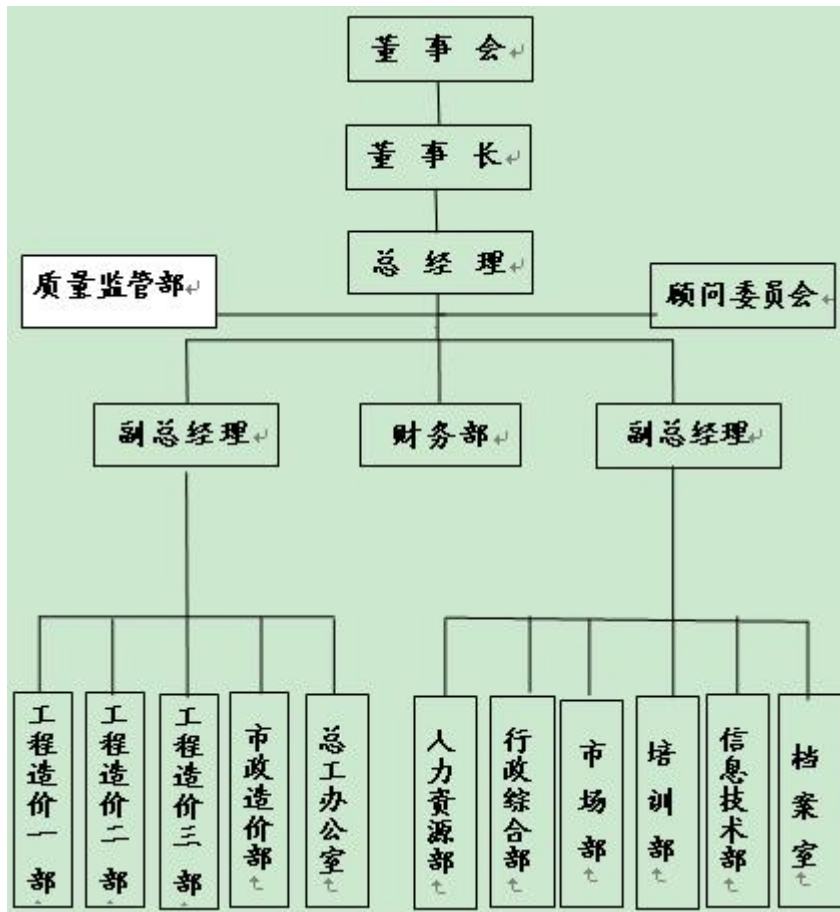 董事会
董事长
总经理
质量监管部
顾问委员会
副总经理
财务部
副总经理
工程造价一部
工程造价二部
工程造价三部
市政造价部
总工办公室
人力资源部
行政综合部
市场部
培训部
信息技术部
档案室